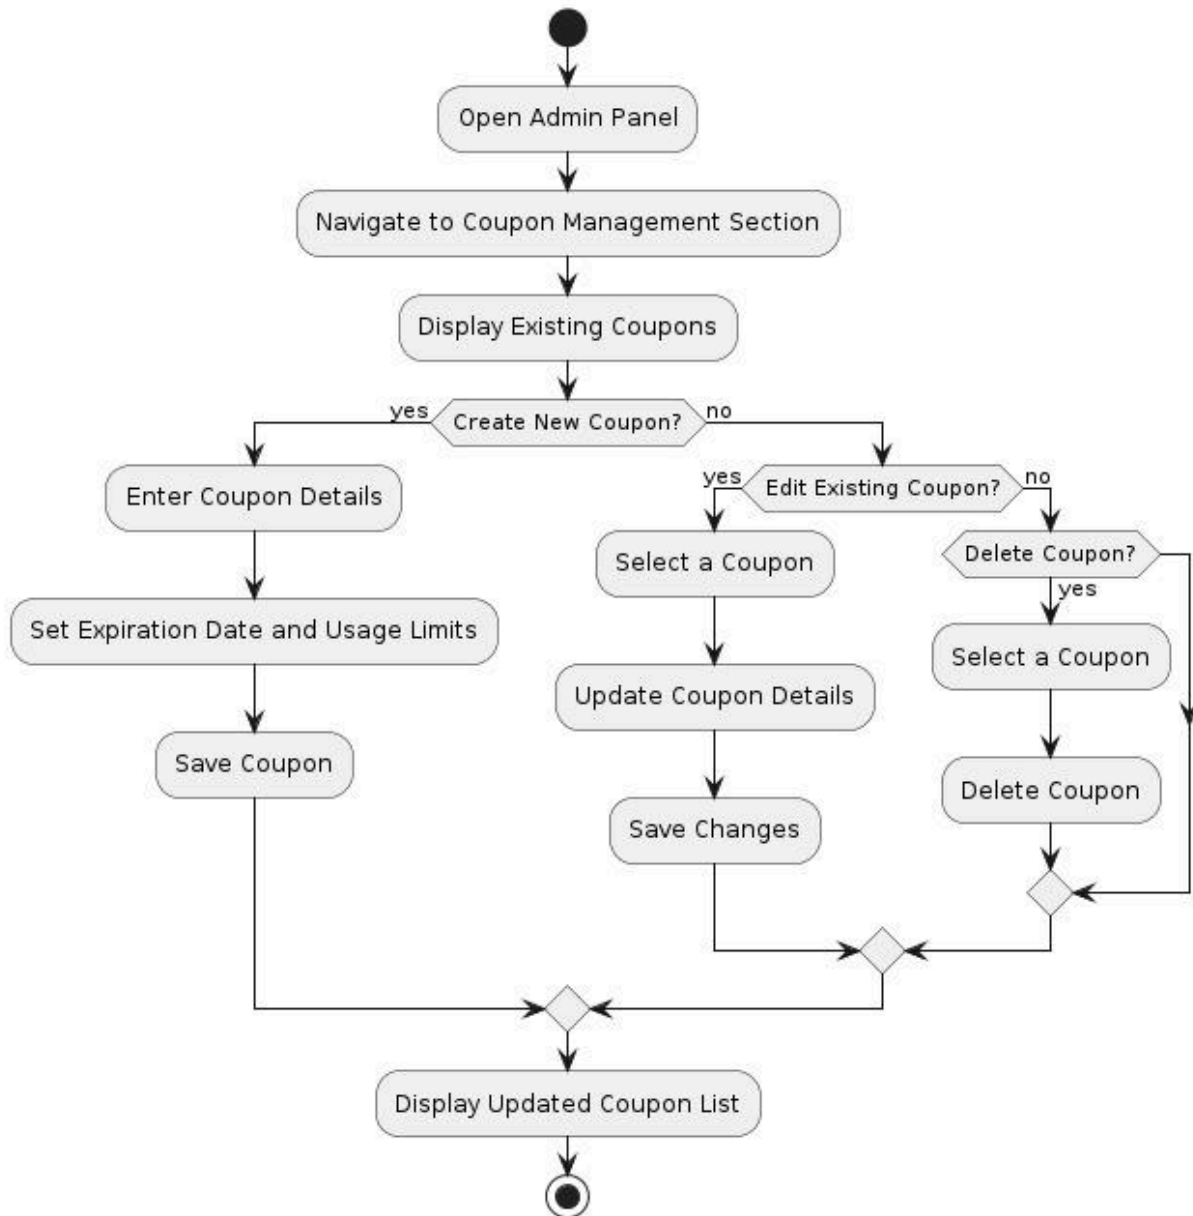 Open Admin Panel
Navigate to Coupon Management Section
Display Existing Coupons
yes
Create New Coupon?
no
Enter Coupon Details
Set Expiration Date and Usage Limits
Save Coupon
yes
Edit Existing Coupon?
no
Select a Coupon
Update Coupon Details
Save Changes
Delete Coupon?
yes
Select a Coupon
Delete Coupon
Display Updated Coupon List